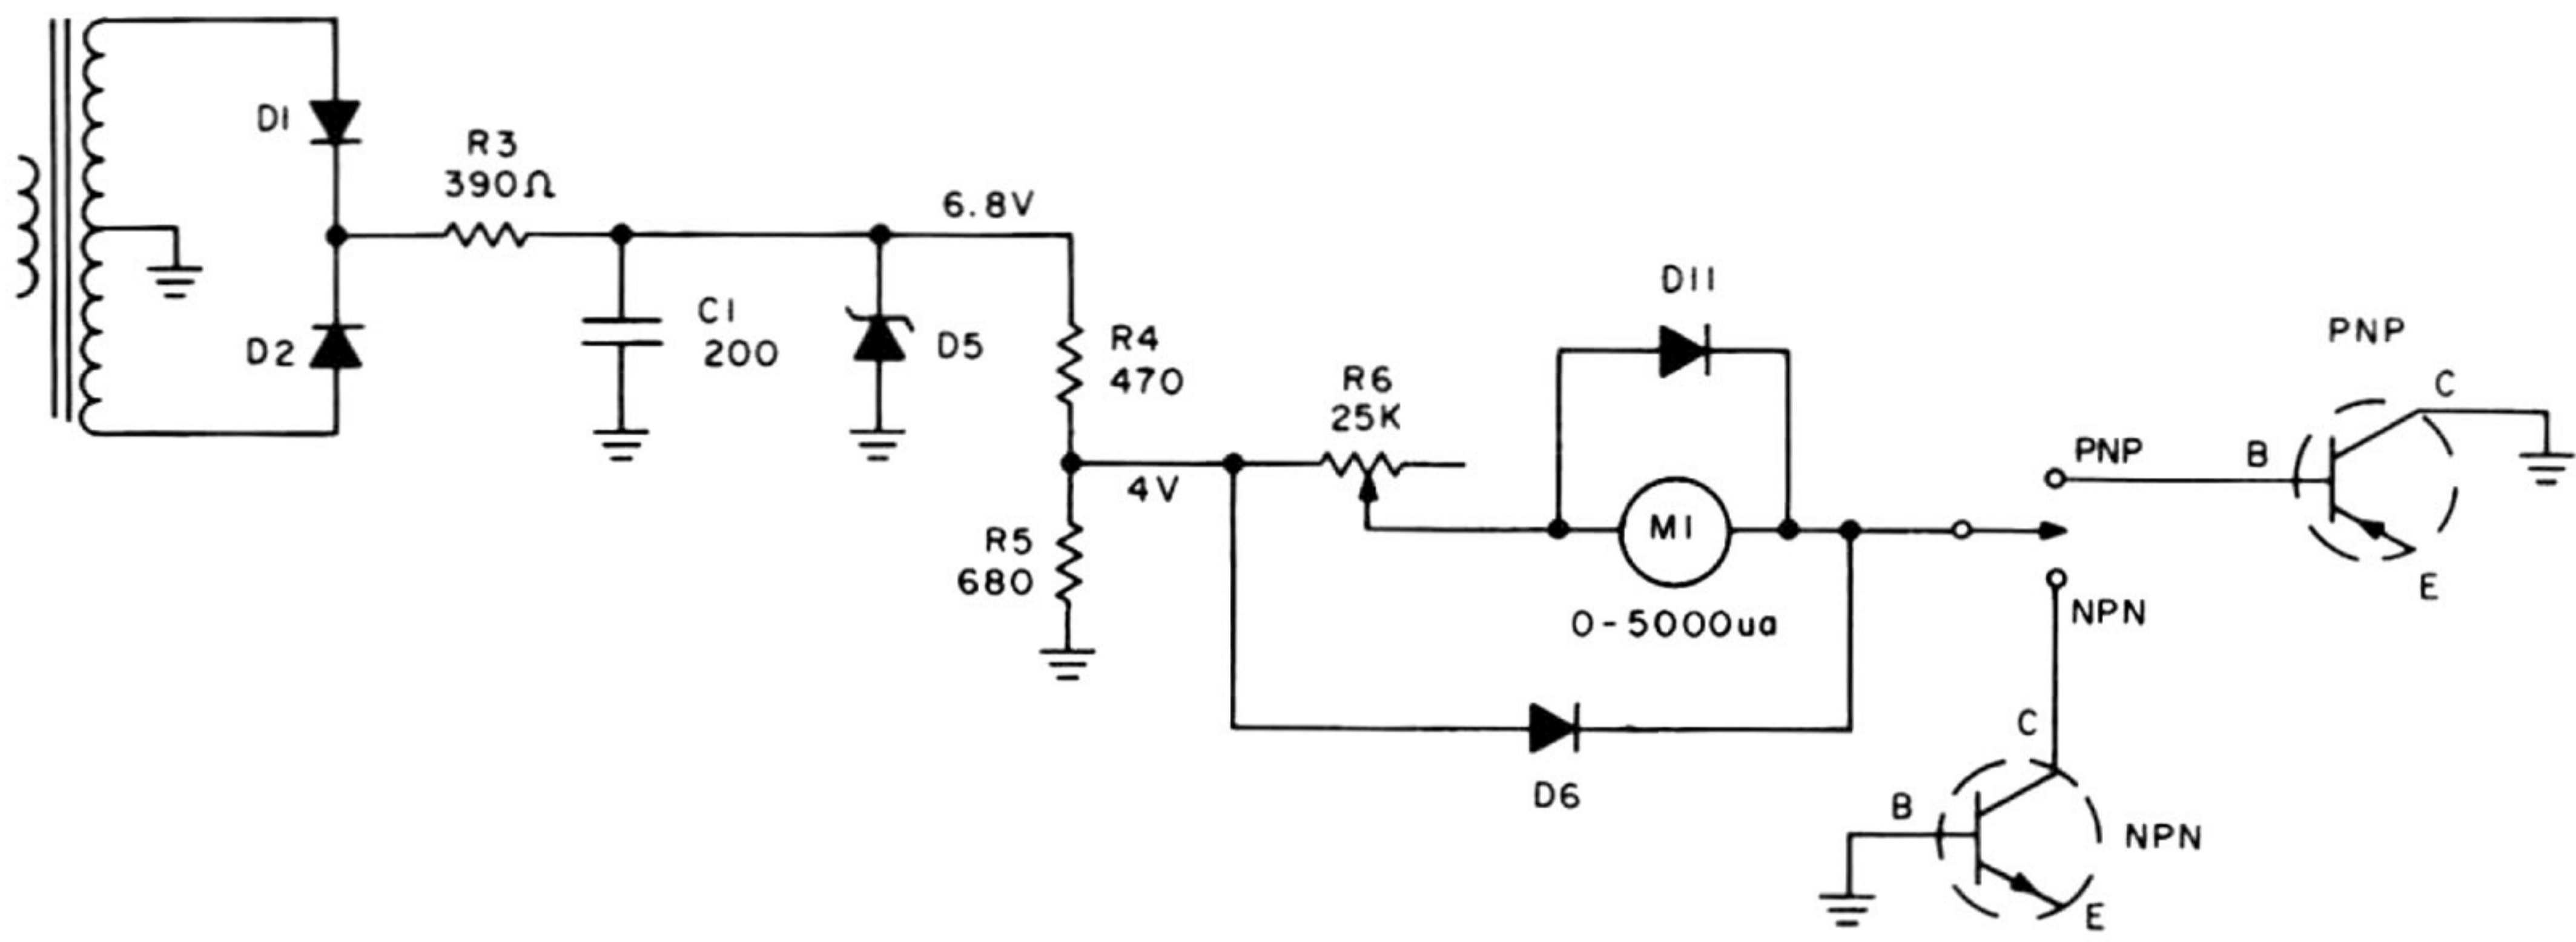 D1
R3
390Ω
D2
C1
200
D5
6.8V
R4
470
4V
R5
680
R6
25K
D11
M1
0-5000ua
D6
PNP
B
PNP
C
E
NPN
C
B
NPN
E